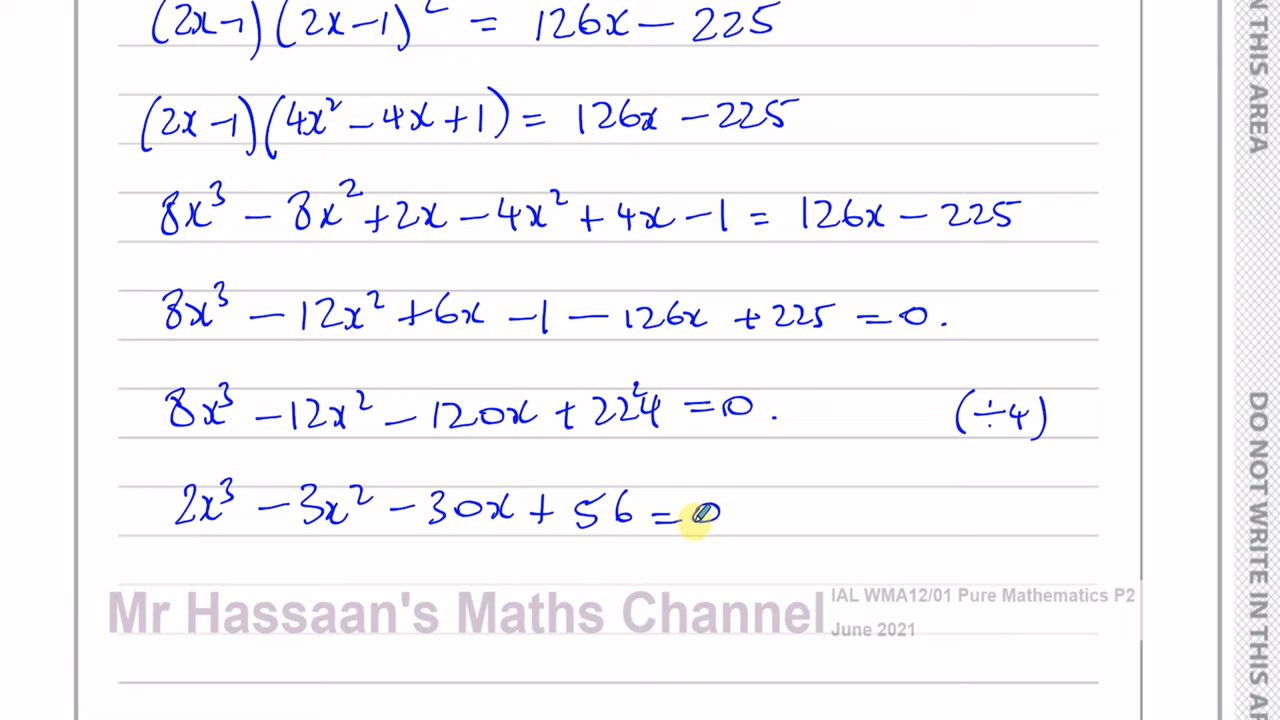 (2x-1)(2x-1)² = 126x - 225
(2x-1)(4x² - 4x + 1) = 126x - 225
8x³ - 8x² + 2x - 4x² + 4x - 1 = 126x - 225
8x³ - 12x² + 6x - 1 - 126x + 225 = 0.
8x³ - 12x² - 120x + 224 = 0. (÷4)
2x³ - 3x² - 30x + 56 = 0
Mr Hassaan's Maths Channel
IAL WMA12/01 Pure Mathematics P2
June 2021
N THIS AREA
DO NOT WRITE IN THIS AR